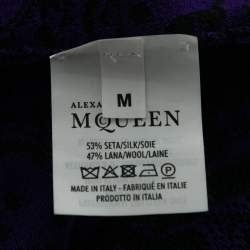 ALEXA
M
McQUEEN
53% SETA/SILK/SOIE
47% LANA/WOOL/LAINE
MADE IN ITALY - FABRIQUÉ EN ITALIE
PRODOTTO IN ITALIA